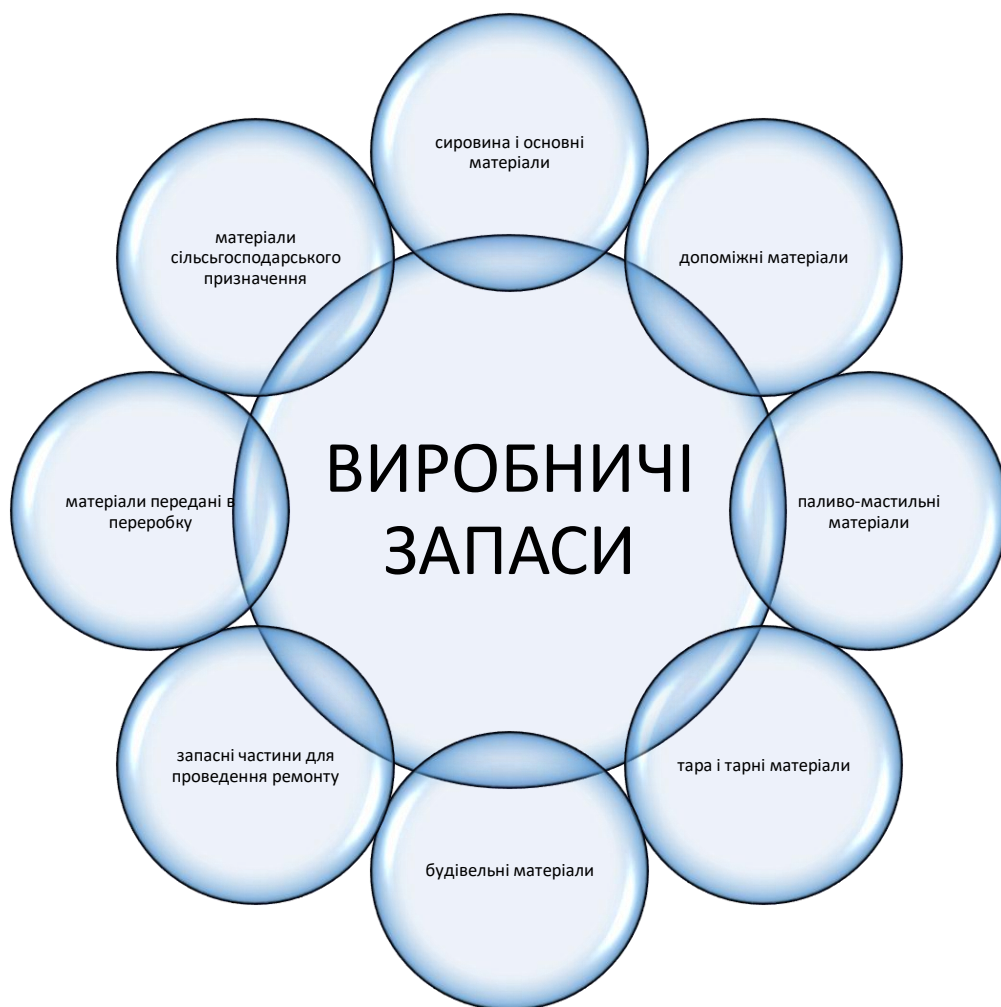 сировина і основні
матеріали
допоміжні матеріали
паливо-мастильні
матеріали
тара і тарні матеріали
будівельні матеріали
запасні частини для
проведення ремонту
матеріали передані в
переробку
матеріали
сільсьгосподарського
призначення
ВИРОБНИЧІ
ЗАПАСИ